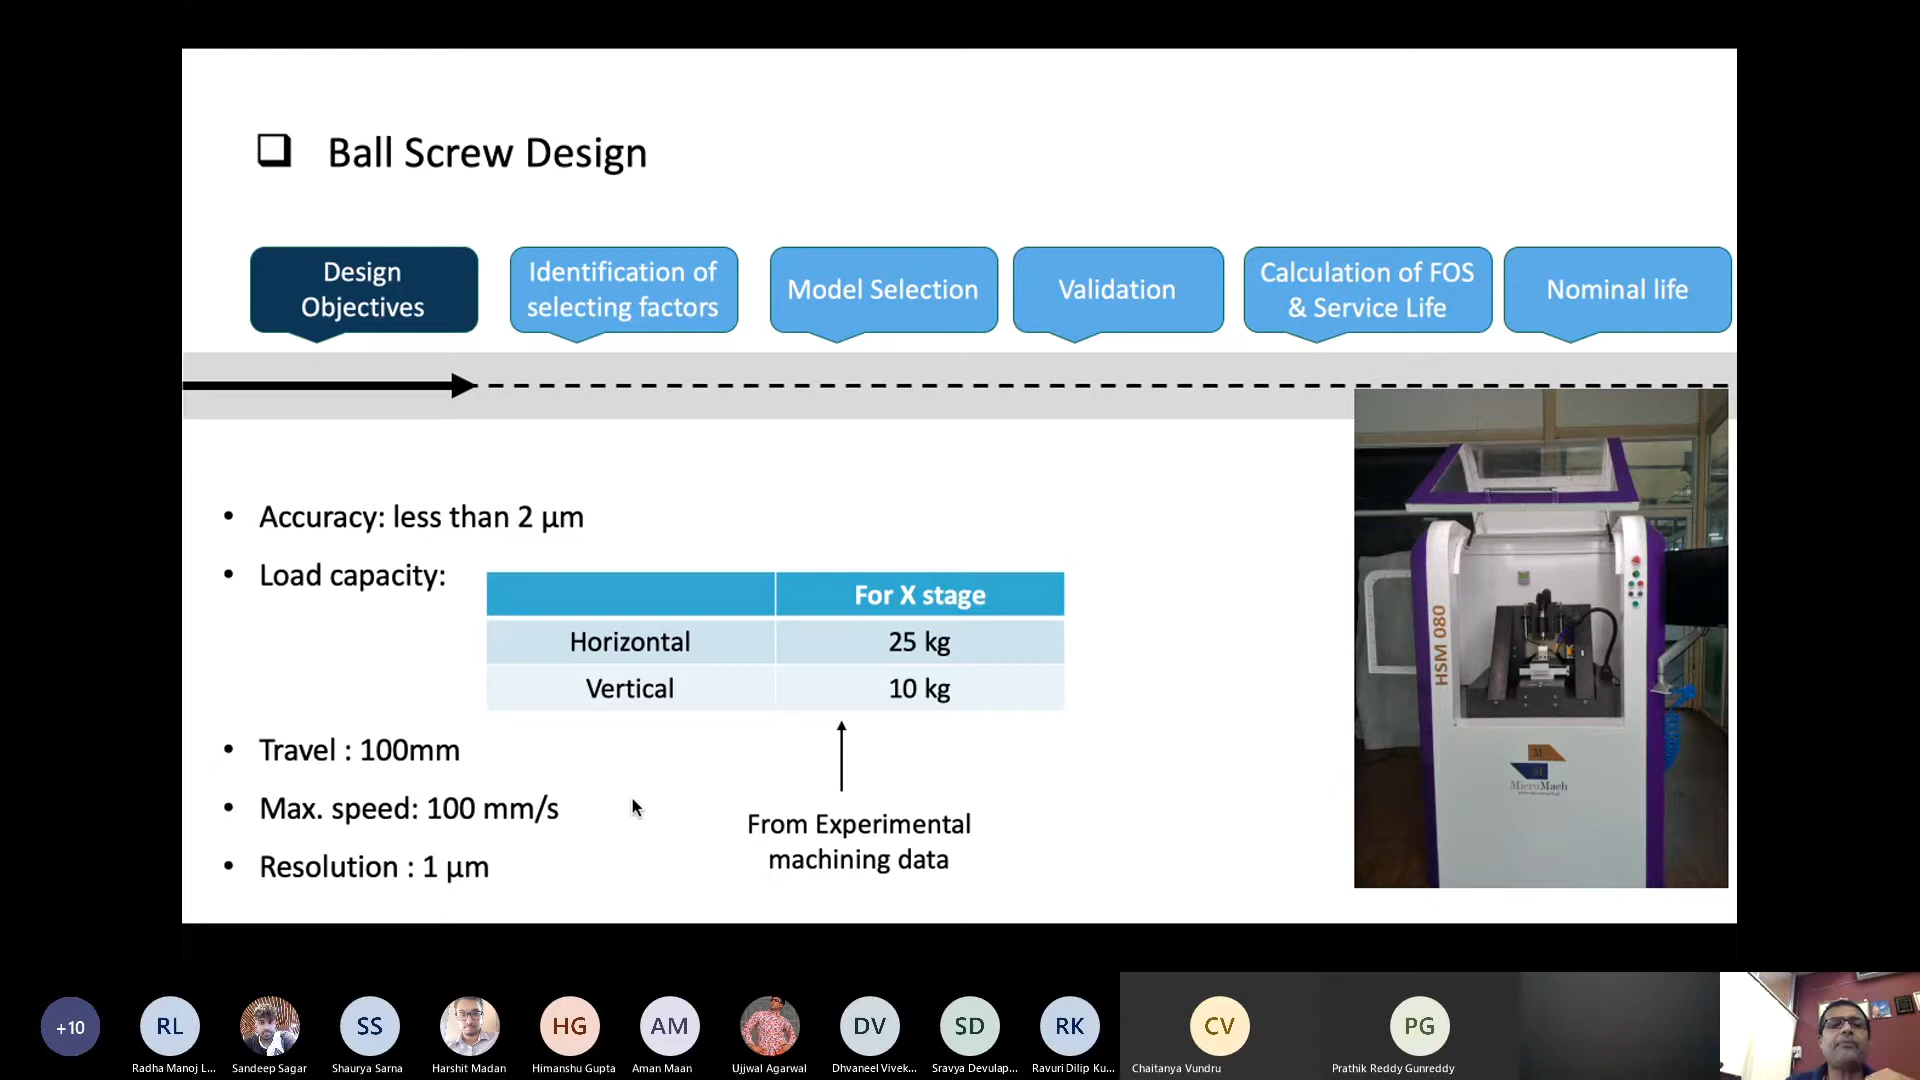 Ball Screw Design
Design
Objectives
Identification of
selecting factors
Model Selection
Validation
Calculation of FOS
& Service Life
Nominal life
• Accuracy: less than 2 µm
• Load capacity:
For X stage
Horizontal 25 kg
Vertical 10 kg
• Travel : 100mm
• Max. speed: 100 mm/s
• Resolution : 1 µm
From Experimental
machining data
HSM 080
MicroMach
+10
RL
SS
HG
AM
DV
SD
RK
CV
PG
Radha Manoj L...
Sandeep Sagar
Shaurya Sarna
Harshit Madan
Himanshu Gupta
Aman Maan
Ujjwal Agarwal
Dhvaneel Vivek...
Sravya Devulap...
Ravuri Dilip Ku...
Chaitanya Vundru
Prathik Reddy Gunreddy